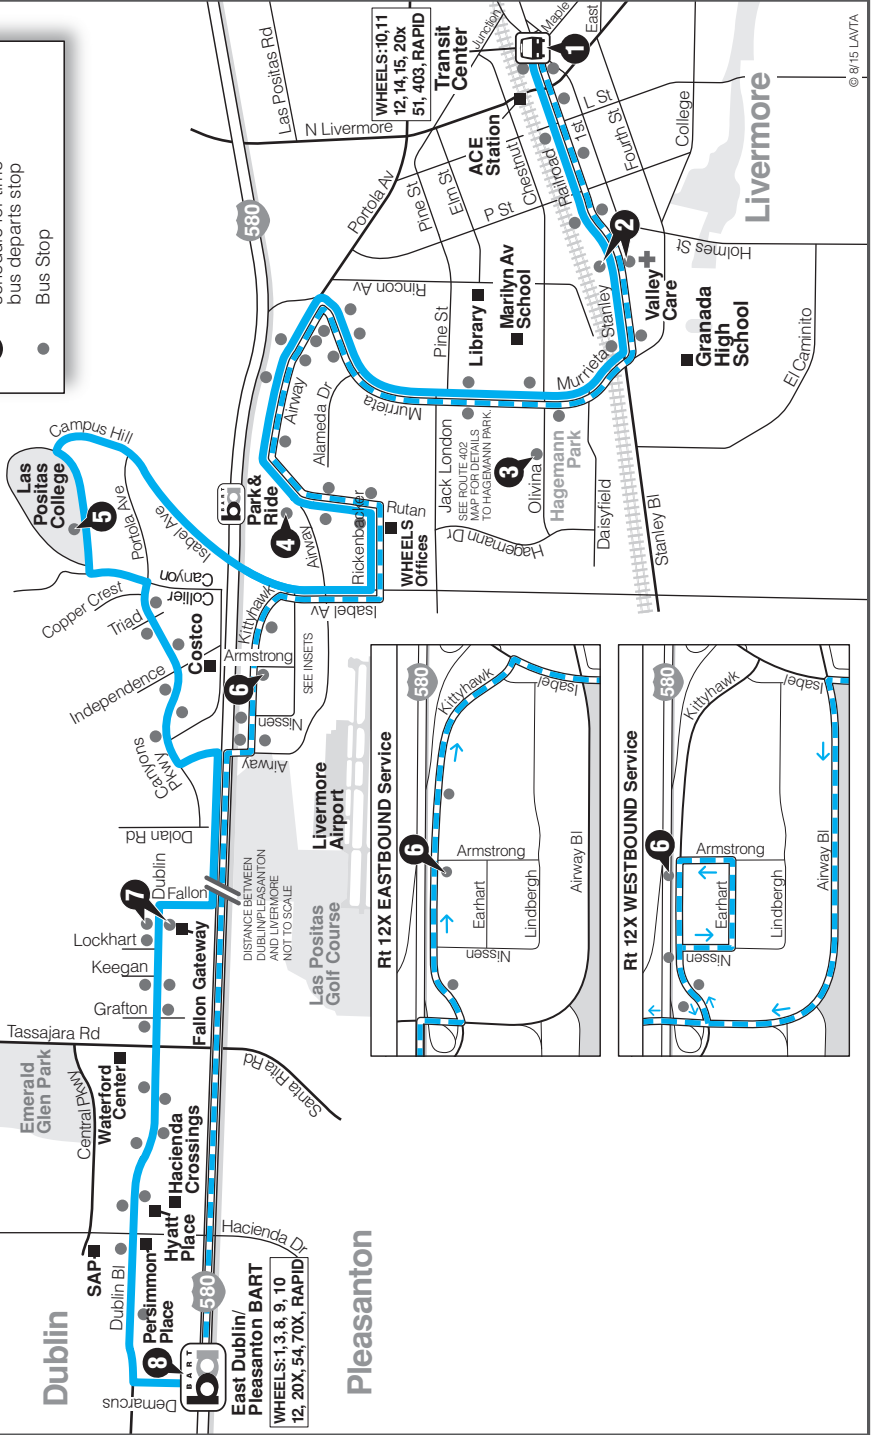 schedule for time
bus departs stop
Bus Stop
Las Positas Rd
N Livermore
WHEELS:10,11
12, 14,15, 20x
51, 403, RAPID
Transit
Center
Junction
Maple
East
1
ACE
Station
L St
1st
Railroad
Chestnut
Fourth St
College
P St
Pine St
Elm St
Portola Av
580
Livermore
© 8/15 LAVTA
2
Holmes St
Valley
Care
Stanley
Granada
High
School
El Caminito
Rincon Av
Library
Marilyn Av
School
Pine St
Murrieta
Murrieta
Airway
Alameda Dr
Jack London
SEE ROUTE 402
MAP FOR DETAILS
TO HAGEMANN PARK.
3
Olivina
Hagemann
Park
Hagemann Dr
Daisyfield
Stanley Bl
Campus Hill
Las
Positas
College
5
Portola Ave
Isabel Ave
BART
ba
Park&
Ride
4
Airway
Rickenbacker
Rutan
WHEELS
Offices
Isabel Av
Kittyhawk
Canyon
Collier
Copper Crest
Triad
Costco
Independence
Canyons
Pkwy
Armstrong
6
SEE INSETS
Nissen
Airway
Dolan Rd
Livermore
Airport
Las Positas
Golf Course
DISTANCE BETWEEN
DUBLIN/PLEASANTON
AND LIVERMORE
NOT TO SCALE
7
Dublin
Fallon
Lockhart
Keegan
Grafton
Fallon Gateway
Tassajara Rd
Santa Rita Rd
Emerald
Glen Park
Central Pkwy
Waterford
Center
Hacienda
Crossings
Hyatt
Place
Hacienda Dr
SAP
Dublin Bl
Persimmon
Place
580
8
BART
ba
Demarcus
East Dublin/
Pleasanton BART
WHEELS:1,3,8, 9, 10
12, 20X, 54, 70X, RAPID
Dublin
Pleasanton
Rt 12X EASTBOUND Service
580
Kittyhawk
Isabel
6
Armstrong
Earhart
Lindbergh
Nissen
Airway Bl
Rt 12X WESTBOUND Service
580
Kittyhawk
Isabel
6
Armstrong
Earhart
Lindbergh
Nissen
Airway Bl